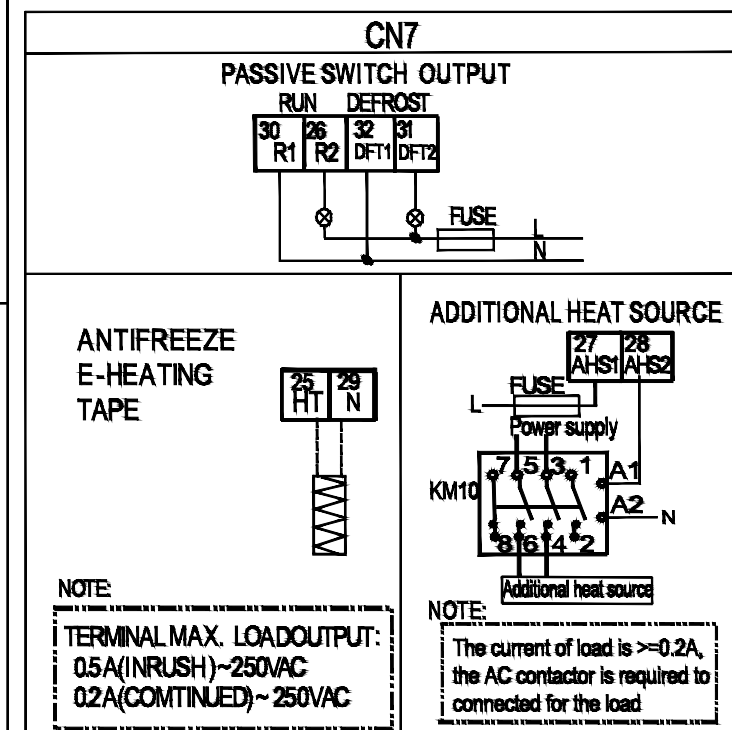 CN7
PASSIVE SWITCH OUTPUT
RUN DEFROST
30 26 32 31
R1 R2 DFT1 DFT2
FUSE
L
N
ANTIFREEZE
E-HEATING
TAPE
25 29
HT N
NOTE:
TERMINAL MAX. LOADOUTPUT:
0.5A(INRUSH)~250VAC
0.2A(COMTINUED)~ 250VAC
ADDITIONAL HEAT SOURCE
27 28
AHS1 AHS2
FUSE
L
Power supply
7 5 3 1
A1
KM10
A2
N
8 6 4 2
Additional heat source
NOTE:
The current of load is >=0.2A,
the AC contactor is required to
connected for the load